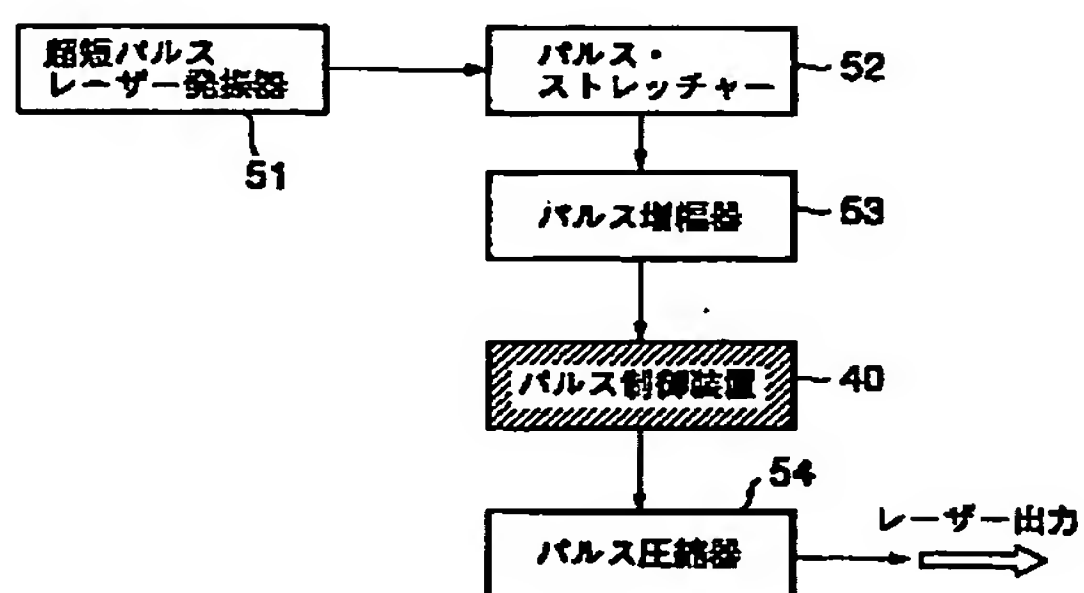 超短パルス
レーザー発振器
51
パルス・
ストレッチャー
52
パルス増幅器
53
パルス制御装置
40
54
パルス圧縮器
レーザー出力